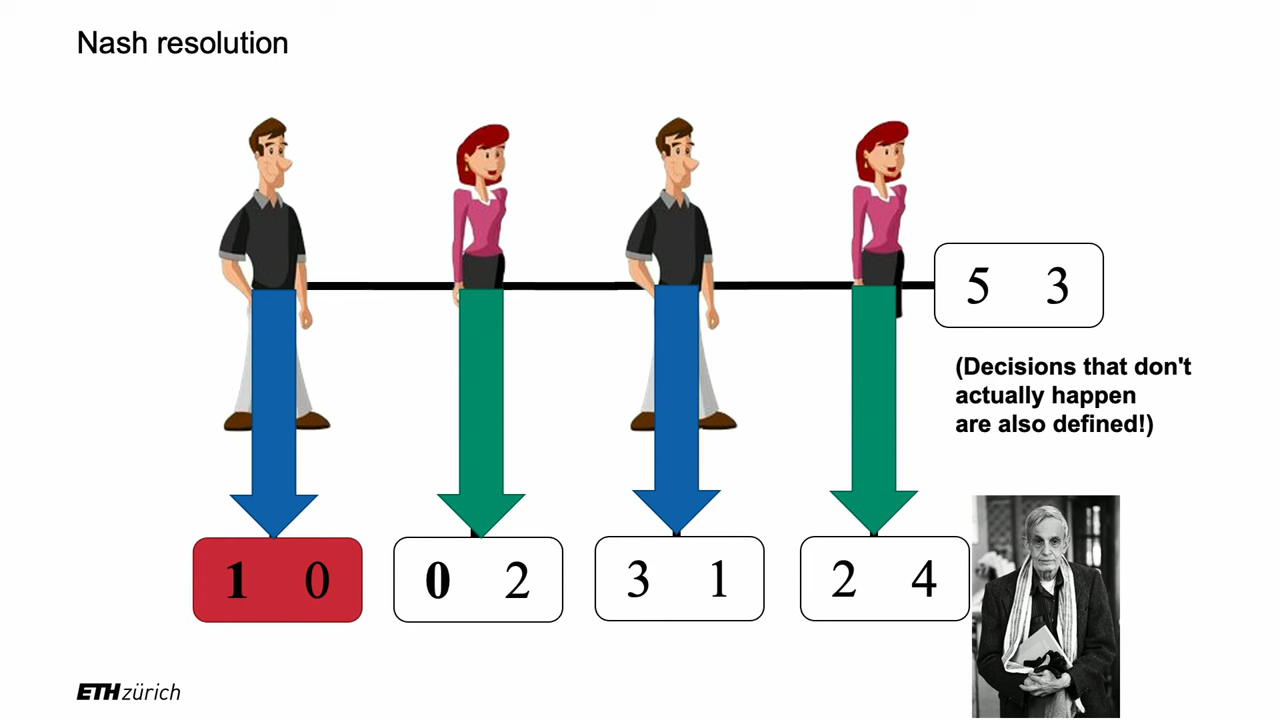 Nash resolution
5 3
(Decisions that don't
actually happen
are also defined!)
1 0
0 2
3 1
2 4
ETH zürich